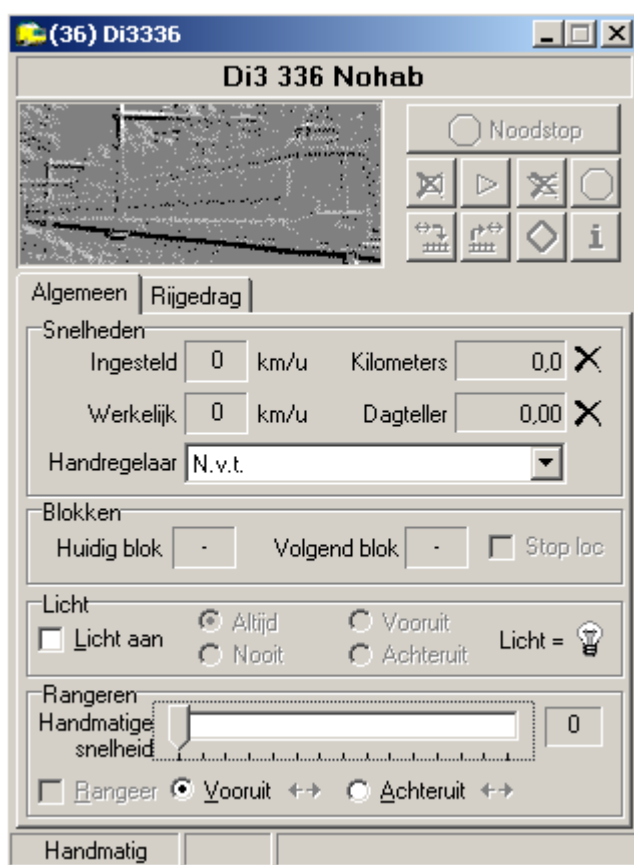 (36) Di3336
Di3 336 Nohab
Noodstop
i
Algemeen Rijgedrag
Snelheden
Ingesteld 0 km/u Kilometers 0,0
Werkelijk 0 km/u Dagteller 0,00
Handregelaar N.v.t.
Blokken
Huidig blok - Volgend blok - Stop loc
Licht
Licht aan Altijd Vooruit Licht =
Nooit Achteruit
Rangeren
Handmatige
snelheid 0
Rangeer Vooruit Achteruit
Handmatig